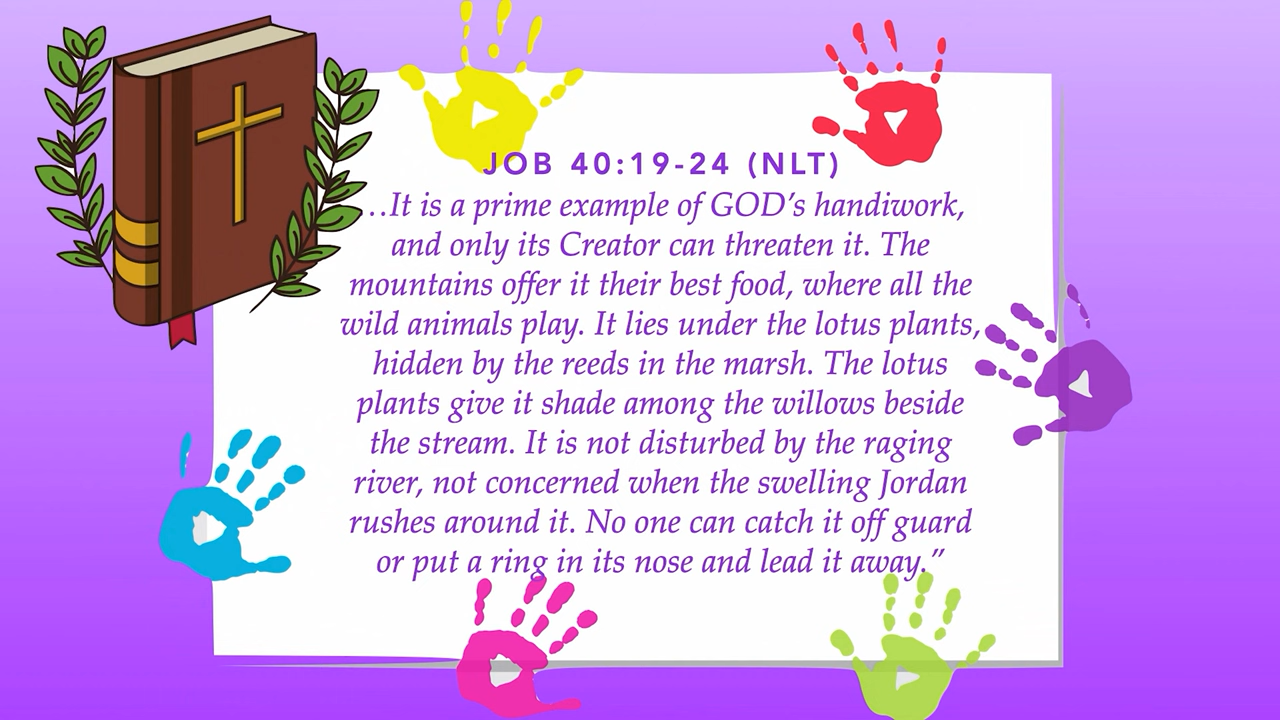 JOB 40:19-24 (NLT)
…It is a prime example of GOD’s handiwork,
and only its Creator can threaten it. The
mountains offer it their best food, where all the
wild animals play. It lies under the lotus plants,
hidden by the reeds in the marsh. The lotus
plants give it shade among the willows beside
the stream. It is not disturbed by the raging
river, not concerned when the swelling Jordan
rushes around it. No one can catch it off guard
or put a ring in its nose and lead it away.”